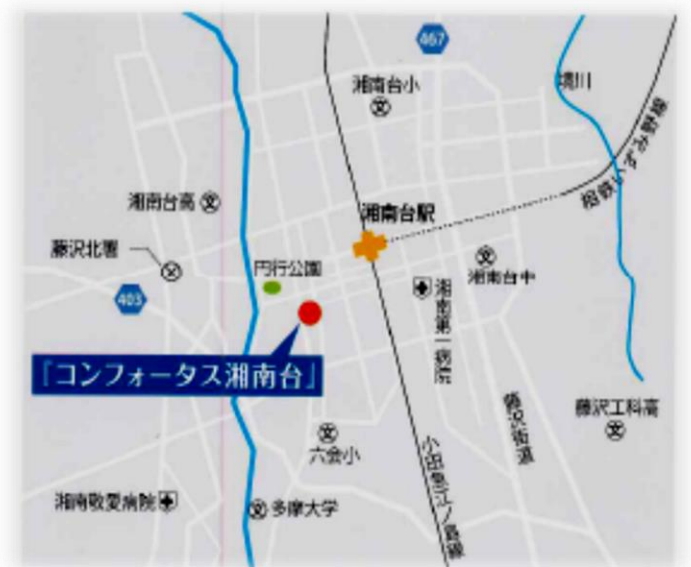 467
湘南台小
境川
相鉄いずみ野線
湘南台高
湘南台駅
藤沢北署
円行公園
湘南台中
403
湘南第一病院
『コンフォータス湘南台』
藤沢工科高
六会小
小田急江ノ島線
湘南敬愛病院
多摩大学